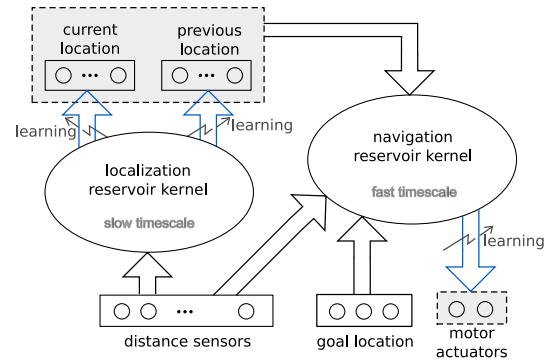 current
location
previous
location
•••
•••
learning
learning
localization
reservoir kernel
slow timescale
navigation
reservoir kernel
fast timescale
learning
•••
distance sensors
goal location
motor
actuators